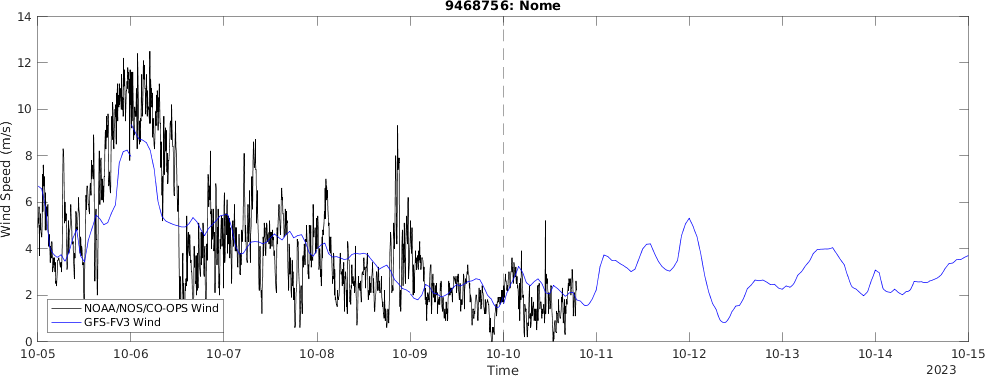 9468756: Nome
Wind Speed (m/s)
14
12
10
8
6
4
2
0
NOAA/NOS/CO-OPS Wind
GFS-FV3 Wind
10-05 10-06 10-07 10-08 10-09 10-10 10-11 10-12 10-13 10-14 10-15
Time
2023